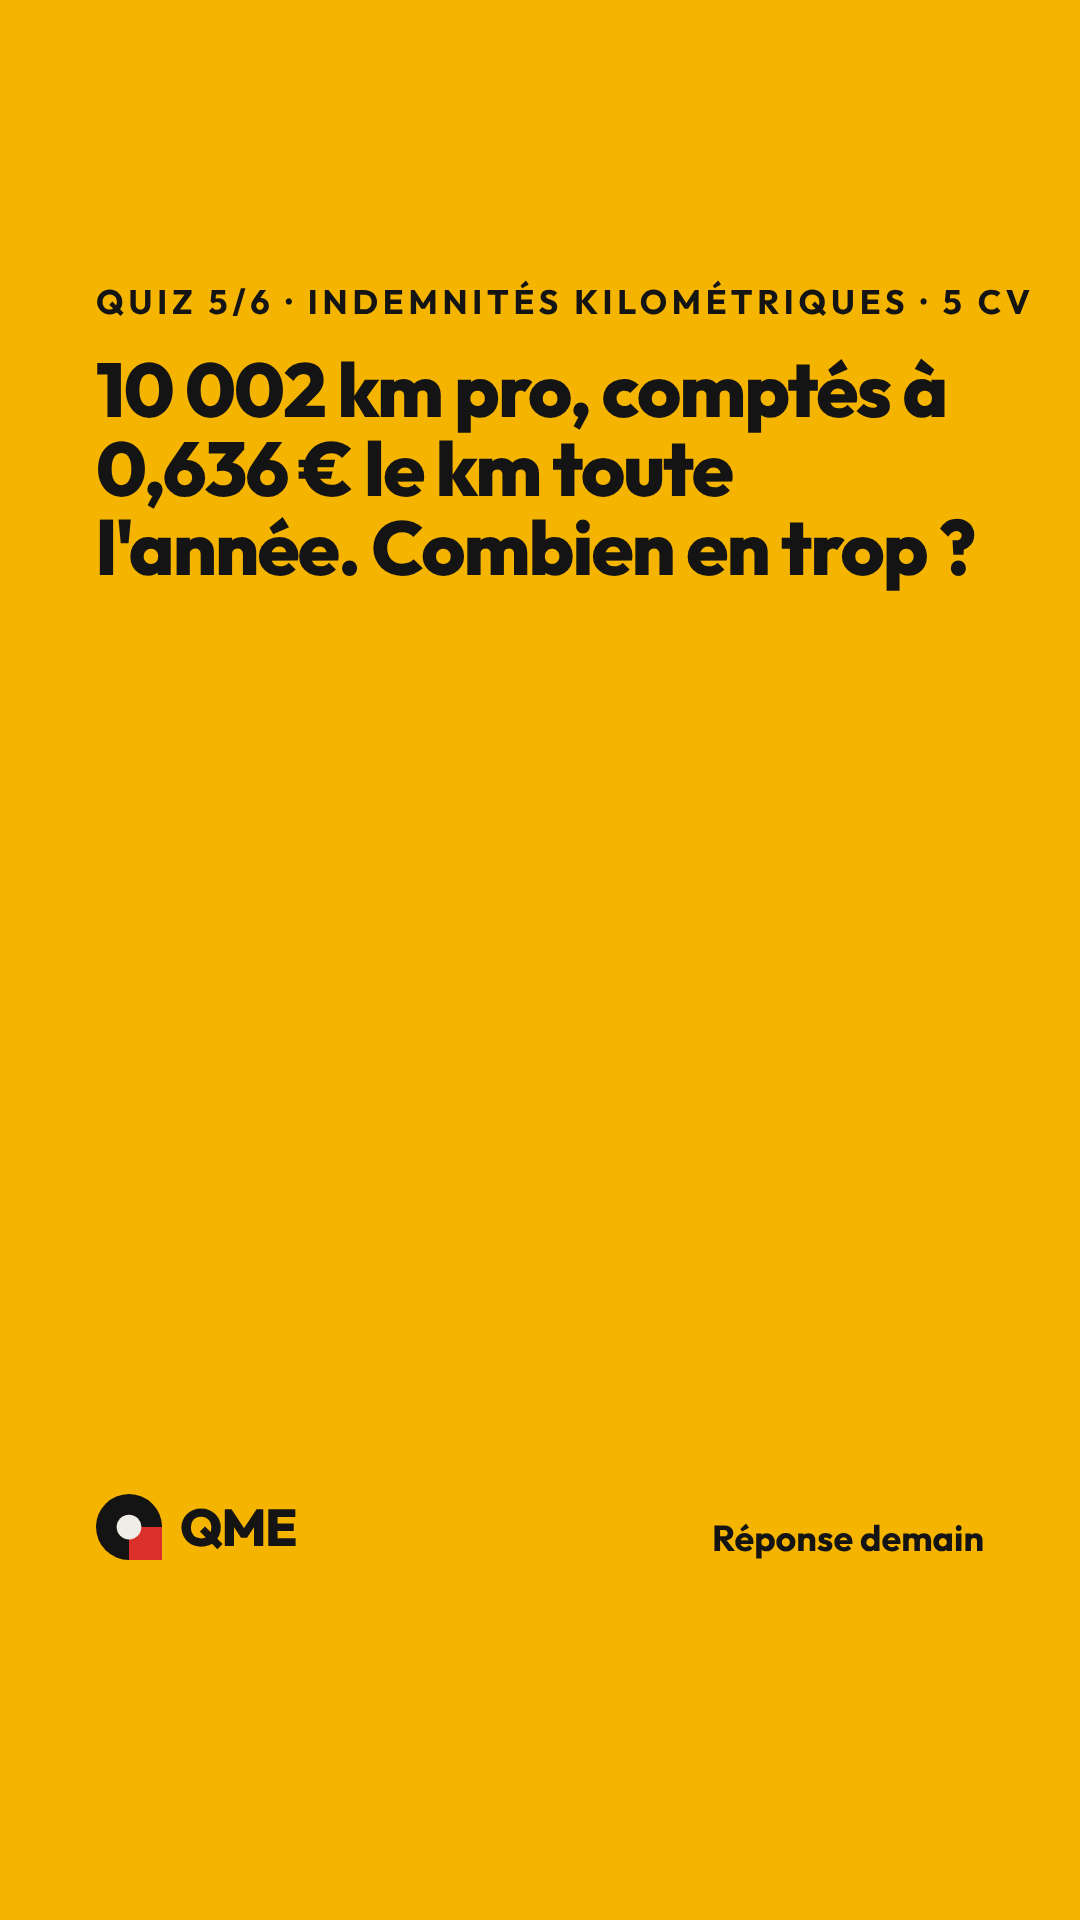 QUIZ 5/6 · INDEMNITÉS KILOMÉTRIQUES · 5 CV
10 002 km pro, comptés à
0,636 € le km toute
l'année. Combien en trop ?
QME
Réponse demain